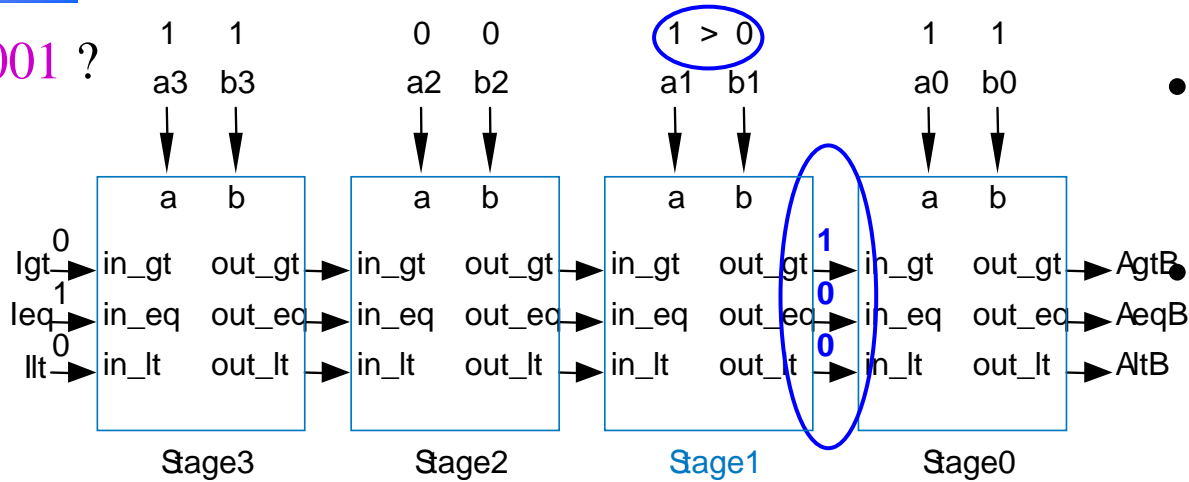 001 ?
1 1 0 0 1 > 0 1 1
a3 b3 a2 b2 a1 b1 a0 b0
a b a b a b a b
0 1
Igt in_gt out_gt in_gt out_gt in_gt out_gt in_gt out_gt AgtB
1 0
Ieq in_eq out_eq in_eq out_eq in_eq out_eq in_eq out_eq AeqB
0 0
Ilt in_lt out_lt in_lt out_lt in_lt out_lt in_lt out_lt AltB
Stage3 Stage2 Stage1 Stage0